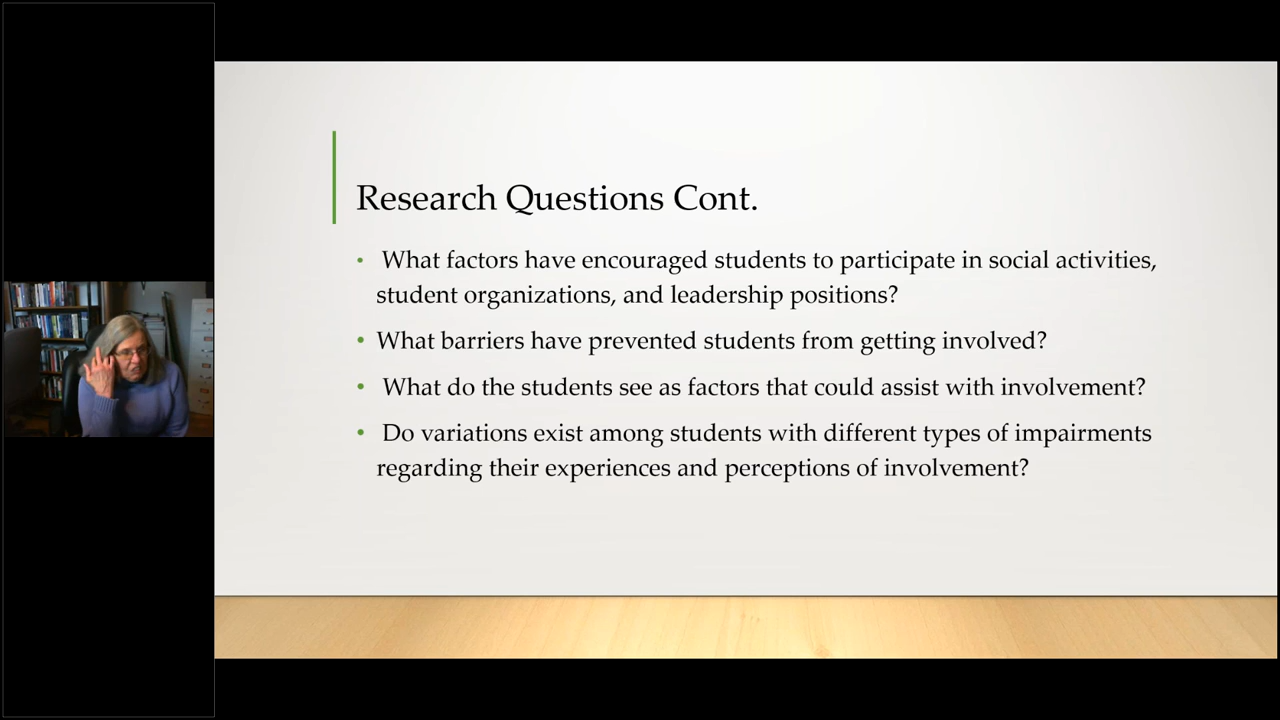 Research Questions Cont.
• What factors have encouraged students to participate in social activities,
student organizations, and leadership positions?
• What barriers have prevented students from getting involved?
• What do the students see as factors that could assist with involvement?
• Do variations exist among students with different types of impairments
regarding their experiences and perceptions of involvement?